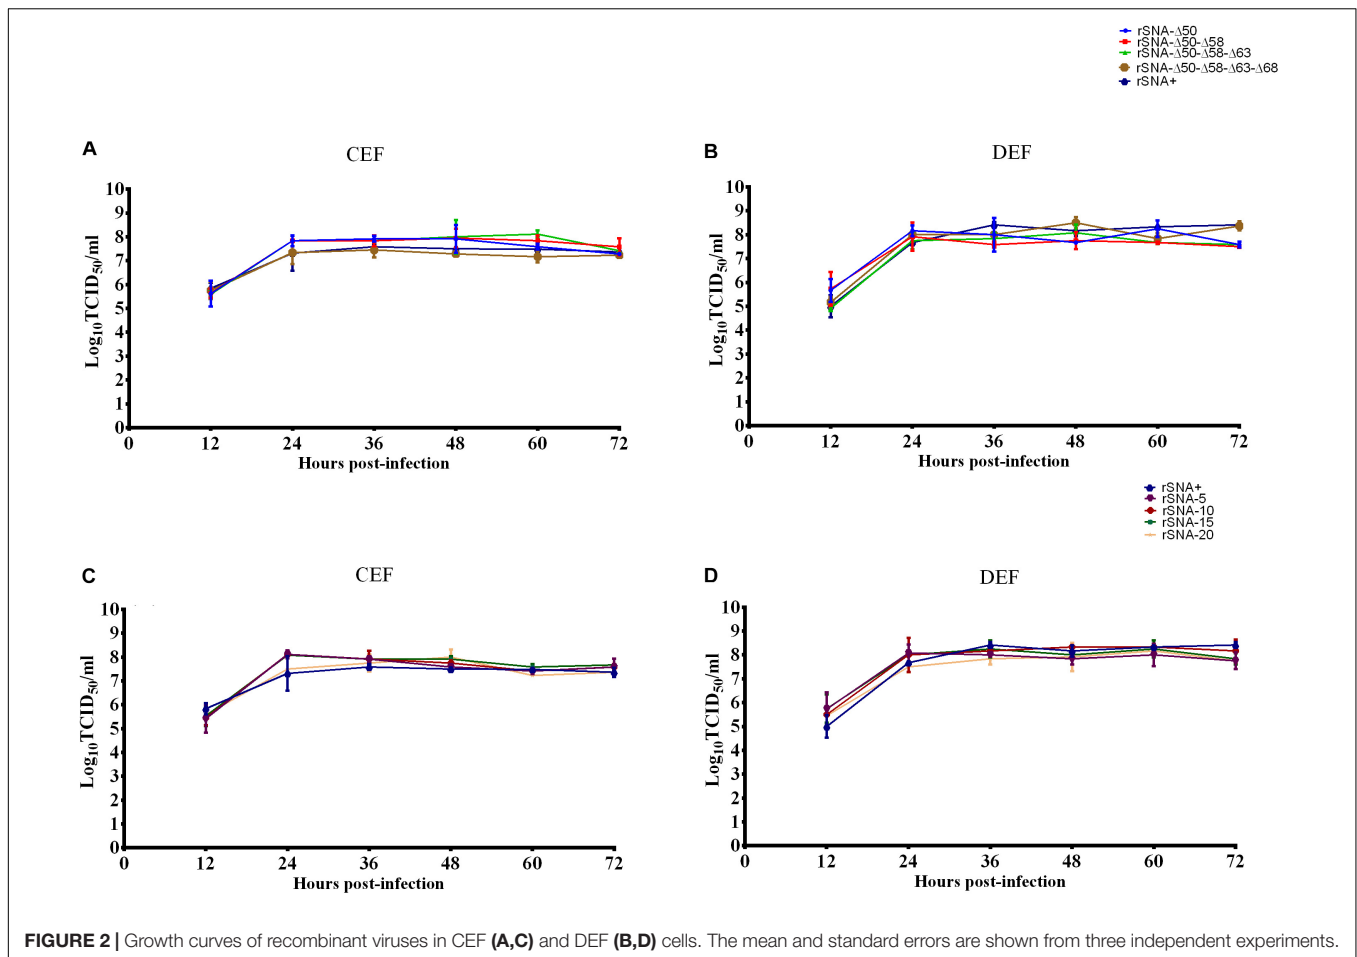 rSNA-Δ50
rSNA-Δ50-Δ58
rSNA-Δ50-Δ58-Δ63
rSNA-Δ50-Δ58-Δ63-Δ68
rSNA+
A
CEF
Log10TCID50/ml
10
9
8
7
6
5
4
3
2
1
0
0 12 24 36 48 60 72
Hours post-infection
B
DEF
Log10TCID50/ml
10
9
8
7
6
5
4
3
2
1
0
0 12 24 36 48 60 72
Hours post-infection
rSNA+
rSNA-5
rSNA-10
rSNA-15
rSNA-20
C
CEF
Log10TCID50/ml
10
9
8
7
6
5
4
3
2
1
0
0 12 24 36 48 60 72
Hours post-infection
D
DEF
Log10TCID50/ml
10
9
8
7
6
5
4
3
2
1
0
0 12 24 36 48 60 72
Hours post-infection
FIGURE 2 | Growth curves of recombinant viruses in CEF (A,C) and DEF (B,D) cells. The mean and standard errors are shown from three independent experiments.